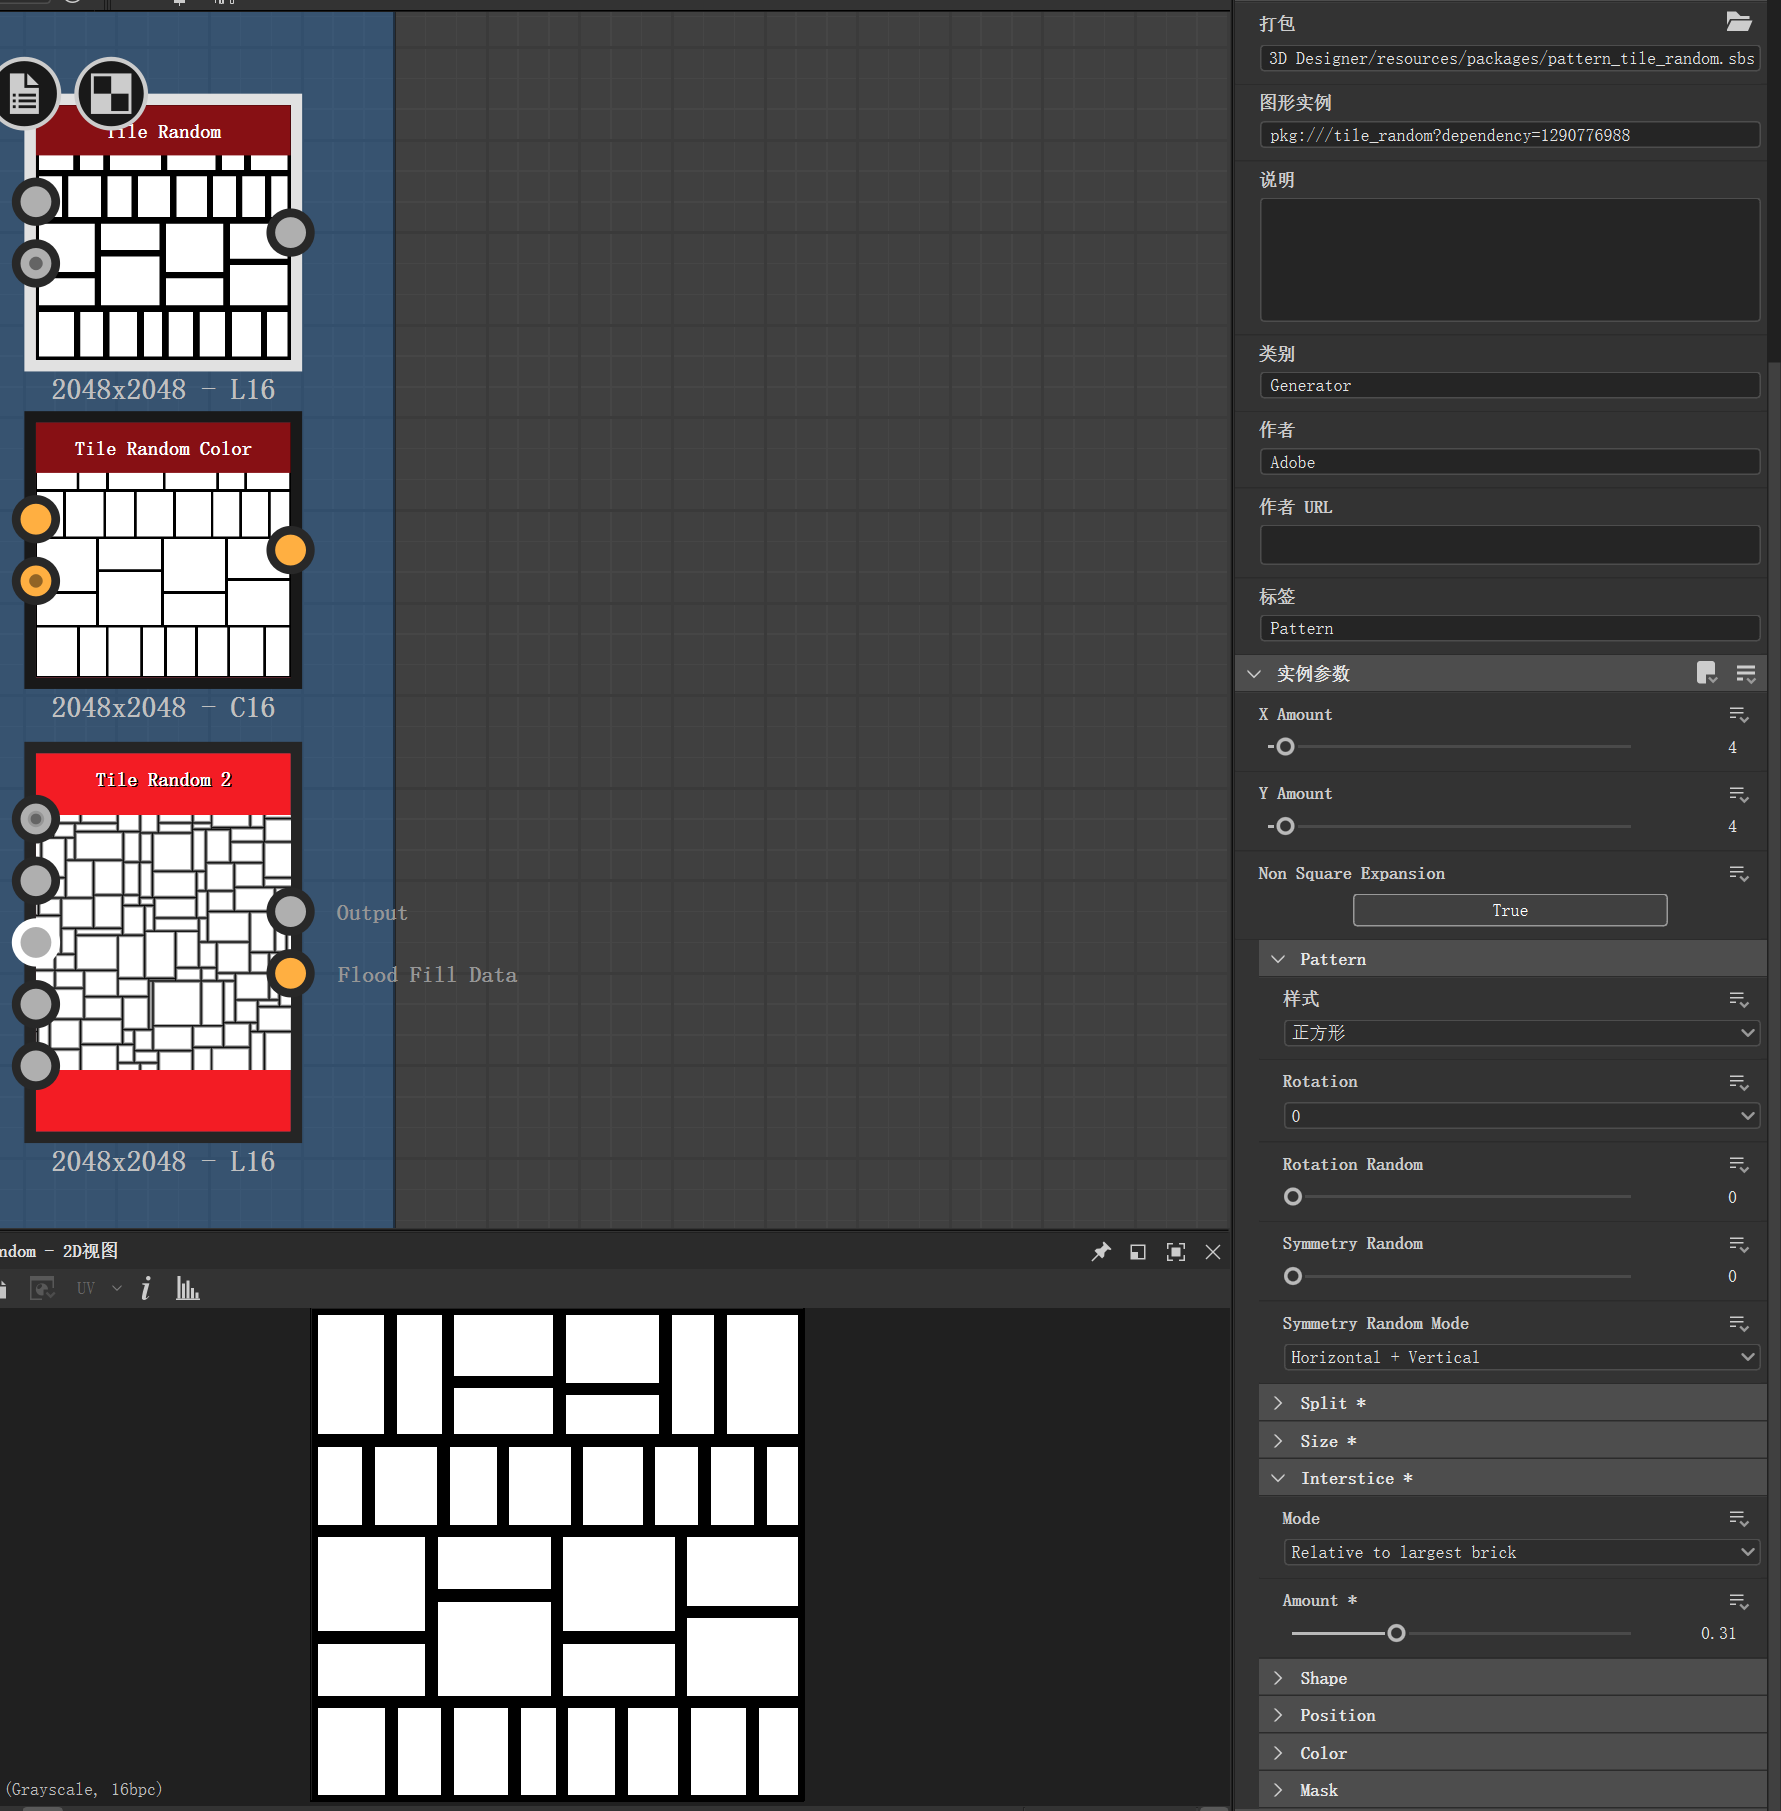 Tile Random
2048x2048 - L16
Tile Random Color
2048x2048 - C16
Tile Random 2
Output
Flood Fill Data
2048x2048 - L16
ndom - 2D视图
UV
i
(Grayscale, 16bpc)
打包
3D Designer/resources/packages/pattern_tile_random.sbs
图形实例
pkg:///tile_random?dependency=1290776988
说明
类别
Generator
作者
Adobe
作者 URL
标签
Pattern
实例参数
X Amount
4
Y Amount
4
Non Square Expansion
True
Pattern
样式
正方形
Rotation
0
Rotation Random
0
Symmetry Random
0
Symmetry Random Mode
Horizontal + Vertical
Split *
Size *
Interstice *
Mode
Relative to largest brick
Amount *
0.31
Shape
Position
Color
Mask